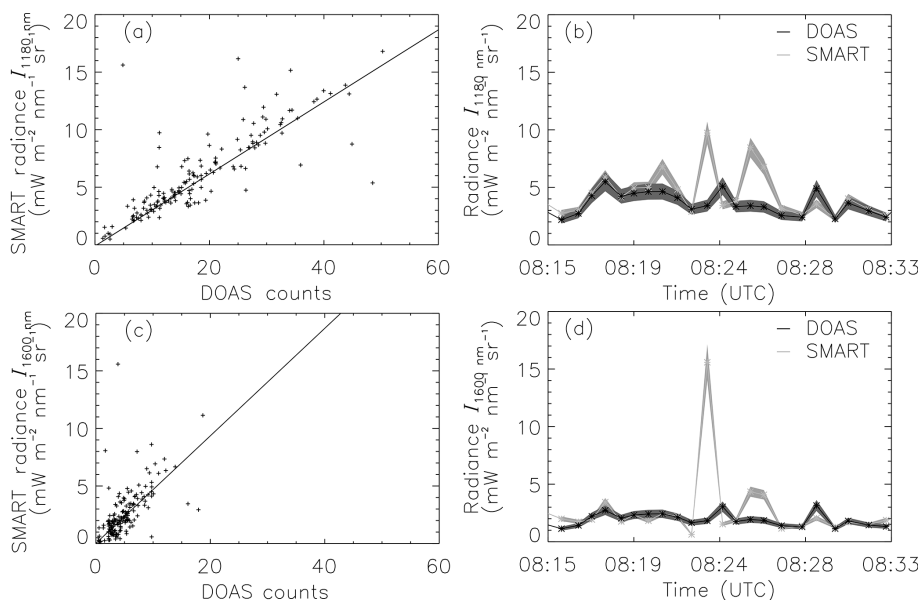 (a)
SMART radiance I1180 nm
(mW m−2 nm−1 sr−1)
20
15
10
5
0
0 20 40 60
DOAS counts
(b)
DOAS
SMART
Radiance I1180 nm
(mW m−2 nm−1 sr−1)
20
15
10
5
0
08:15 08:19 08:24 08:28 08:33
Time (UTC)
(c)
SMART radiance I1600 nm
(mW m−2 nm−1 sr−1)
20
15
10
5
0
0 20 40 60
DOAS counts
(d)
DOAS
SMART
Radiance I1600 nm
(mW m−2 nm−1 sr−1)
20
15
10
5
0
08:15 08:19 08:24 08:28 08:33
Time (UTC)